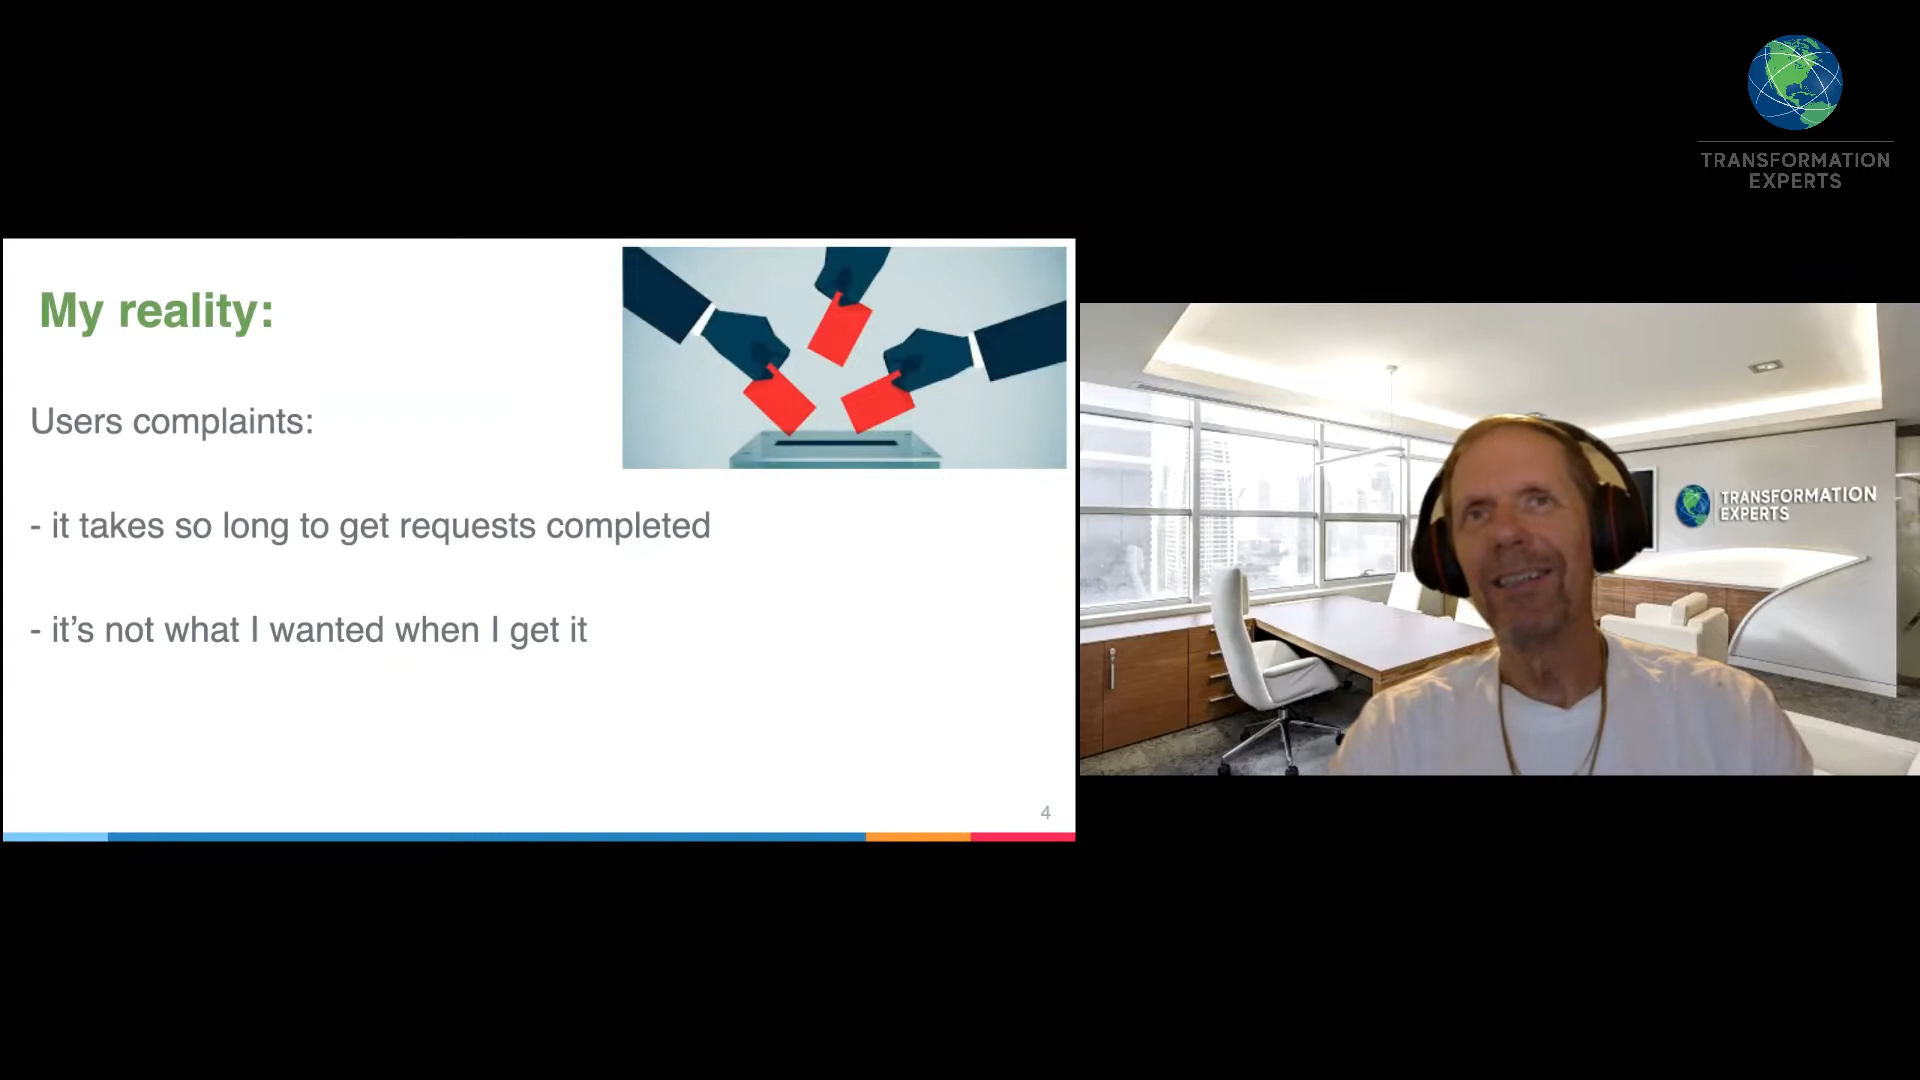 TRANSFORMATION
EXPERTS
My reality:
Users complaints:
- it takes so long to get requests completed
- it’s not what I wanted when I get it
4
TRANSFORMATION
EXPERTS